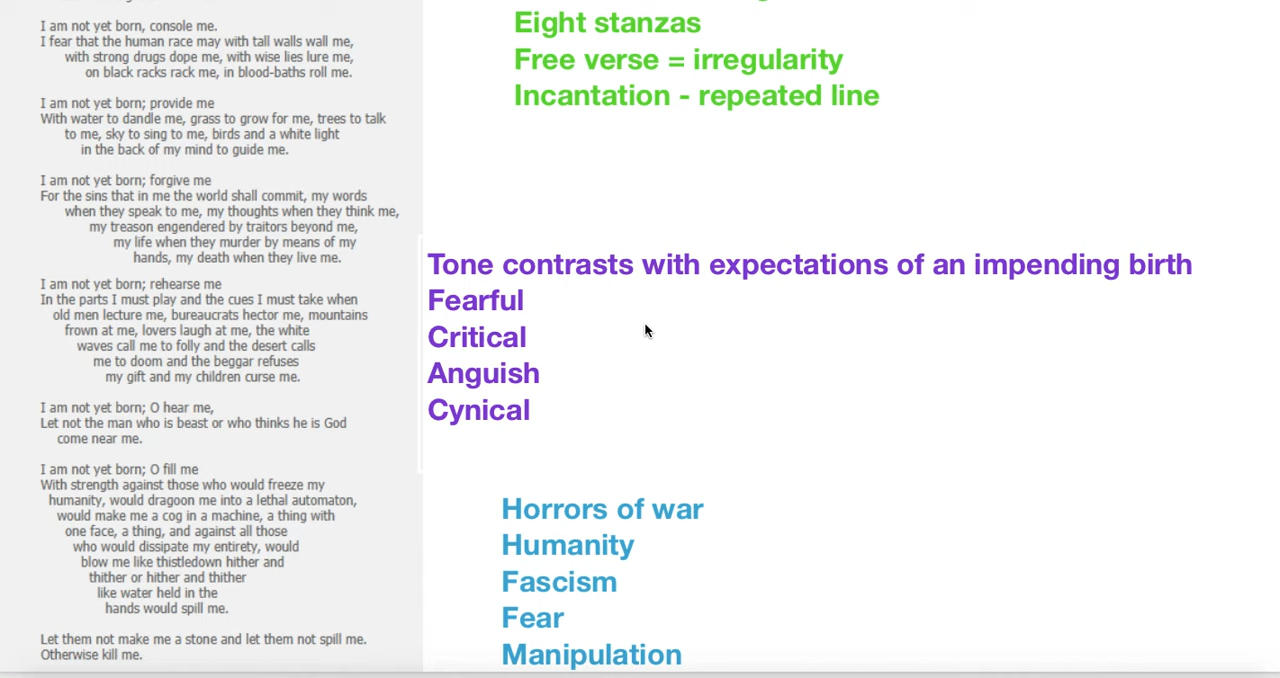 I am not yet born, console me.
I fear that the human race may with tall walls wall me,
with strong drugs dope me, with wise lies lure me,
on black racks rack me, in blood-baths roll me.
I am not yet born; provide me
With water to dandle me, grass to grow for me, trees to talk
to me, sky to sing to me, birds and a white light
in the back of my mind to guide me.
I am not yet born; forgive me
For the sins that in me the world shall commit, my words
when they speak to me, my thoughts when they think me,
my treason engendered by traitors beyond me,
my life when they murder by means of my
hands, my death when they live me.
I am not yet born; rehearse me
In the parts I must play and the cues I must take when
old men lecture me, bureaucrats hector me, mountains
frown at me, lovers laugh at me, the white
waves call me to folly and the desert calls
me to doom and the beggar refuses
my gift and my children curse me.
I am not yet born; O hear me,
Let not the man who is beast or who thinks he is God
come near me.
I am not yet born; O fill me
With strength against those who would freeze my
humanity, would dragoon me into a lethal automaton,
would make me a cog in a machine, a thing with
one face, a thing, and against all those
who would dissipate my entirety, would
blow me like thistledown hither and
thither or hither and thither
like water held in the
hands would spill me.
Let them not make me a stone and let them not spill me.
Otherwise kill me.
Eight stanzas
Free verse = irregularity
Incantation - repeated line
Tone contrasts with expectations of an impending birth
Fearful
Critical
Anguish
Cynical
Horrors of war
Humanity
Fascism
Fear
Manipulation